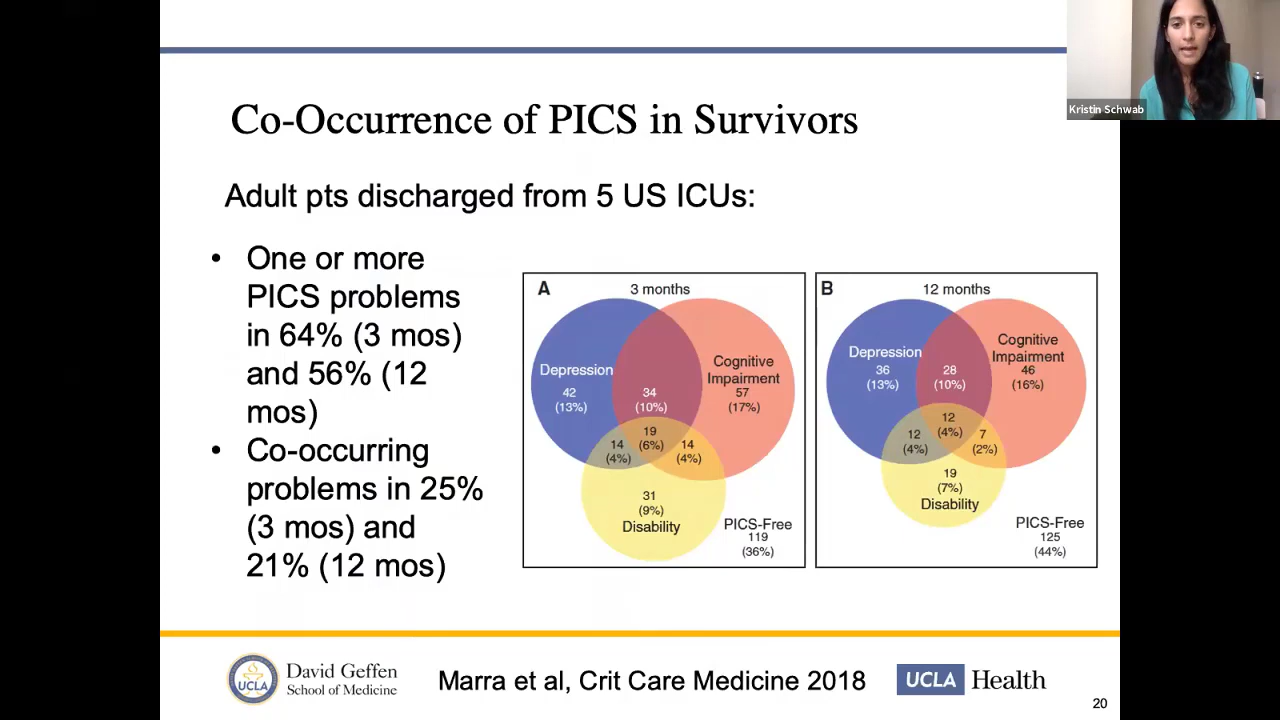 Kristin Schwab
Co-Occurrence of PICS in Survivors
Adult pts discharged from 5 US ICUs:
• One or more
PICS problems
in 64% (3 mos)
and 56% (12
mos)
• Co-occurring
problems in 25%
(3 mos) and
21% (12 mos)
A
3 months
Depression
42
(13%)
34
(10%)
Cognitive
Impairment
57
(17%)
19
(6%)
14
(4%)
14
(4%)
31
(9%)
Disability
PICS-Free
119
(36%)
B
12 months
Depression
36
(13%)
28
(10%)
Cognitive
Impairment
46
(16%)
12
(4%)
12
(4%)
7
(2%)
19
(7%)
Disability
PICS-Free
125
(44%)
UCLA
David Geffen
School of Medicine
Marra et al, Crit Care Medicine 2018
UCLA Health
20